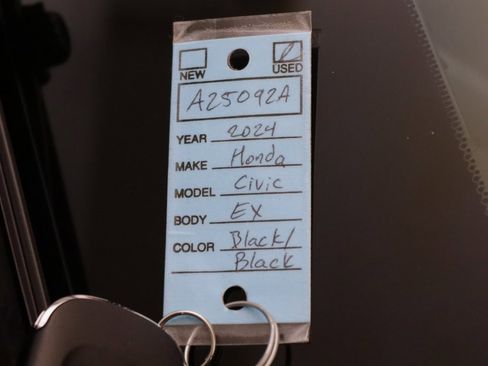 NEW USED
A25092A
YEAR 2024
MAKE Honda
MODEL Civic
BODY EX
COLOR Black/
Black